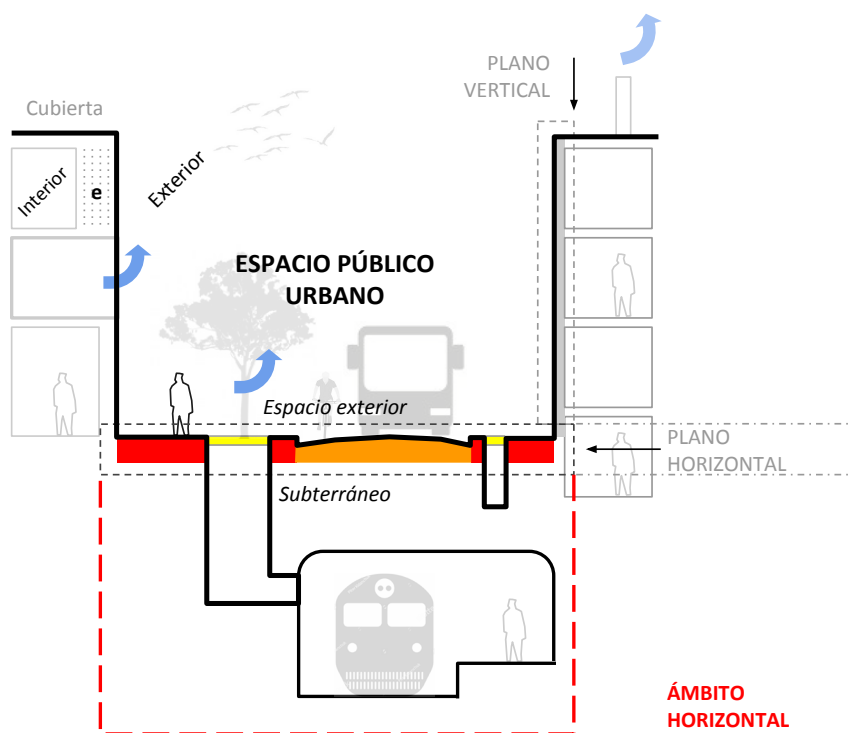 PLANO
VERTICAL
Cubierta
Interior
e
Exterior
ESPACIO PÚBLICO
URBANO
Espacio exterior
PLANO
HORIZONTAL
Subterráneo
ÁMBITO
HORIZONTAL